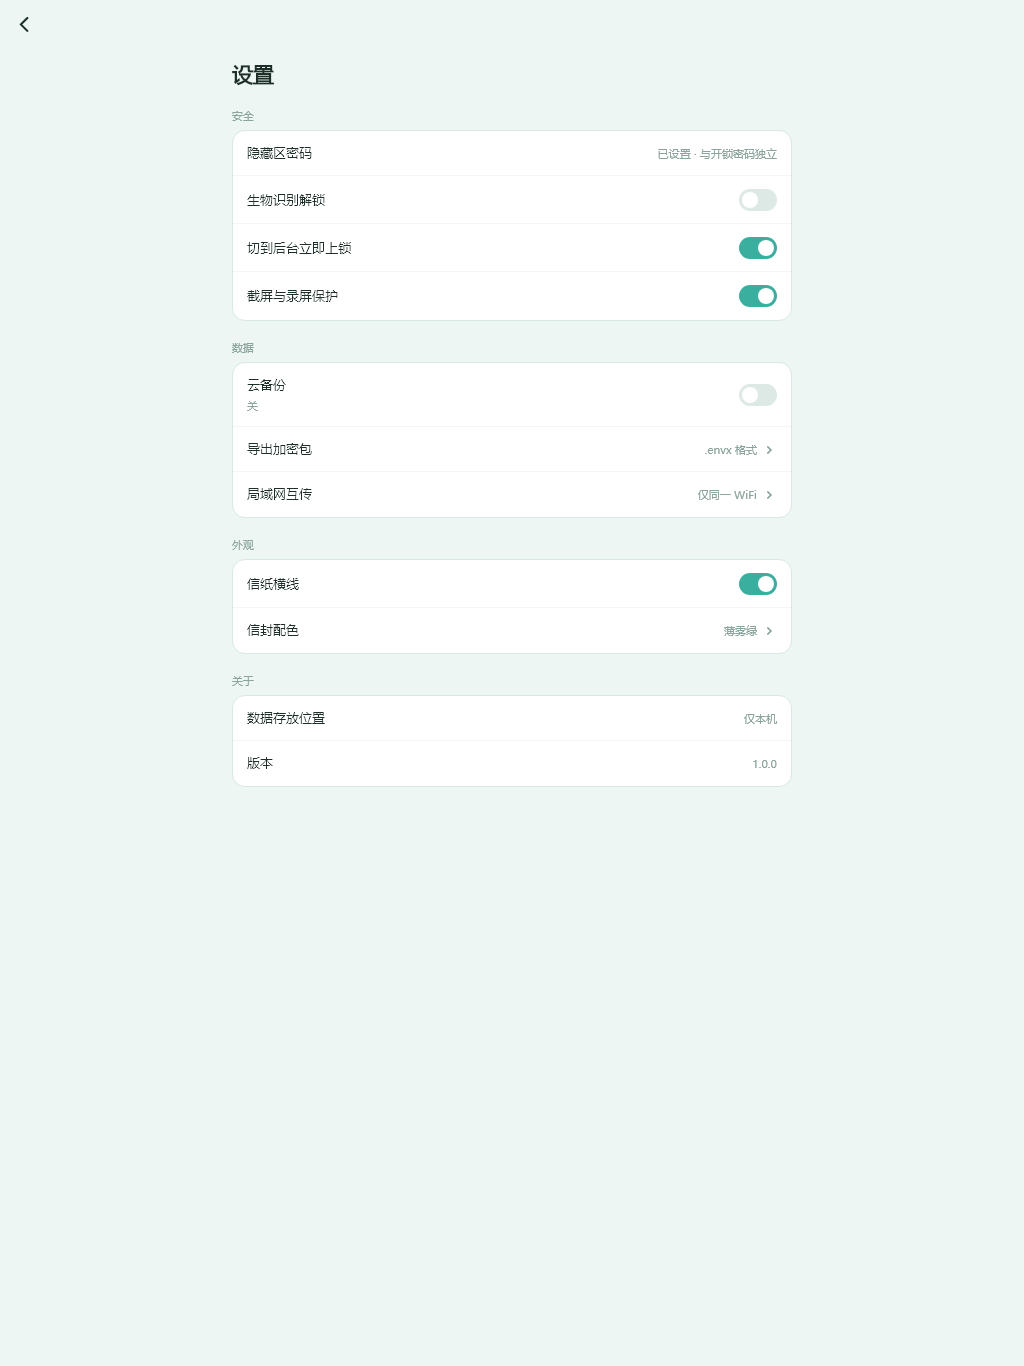 设置
安全
隐藏区密码
已设置 · 与开锁密码独立
生物识别解锁
切到后台立即上锁
截屏与录屏保护
数据
云备份
关
导出加密包
.envx 格式
局域网互传
仅同一 WiFi
外观
信纸横线
信封配色
薄雾绿
关于
数据存放位置
仅本机
版本
1.0.0